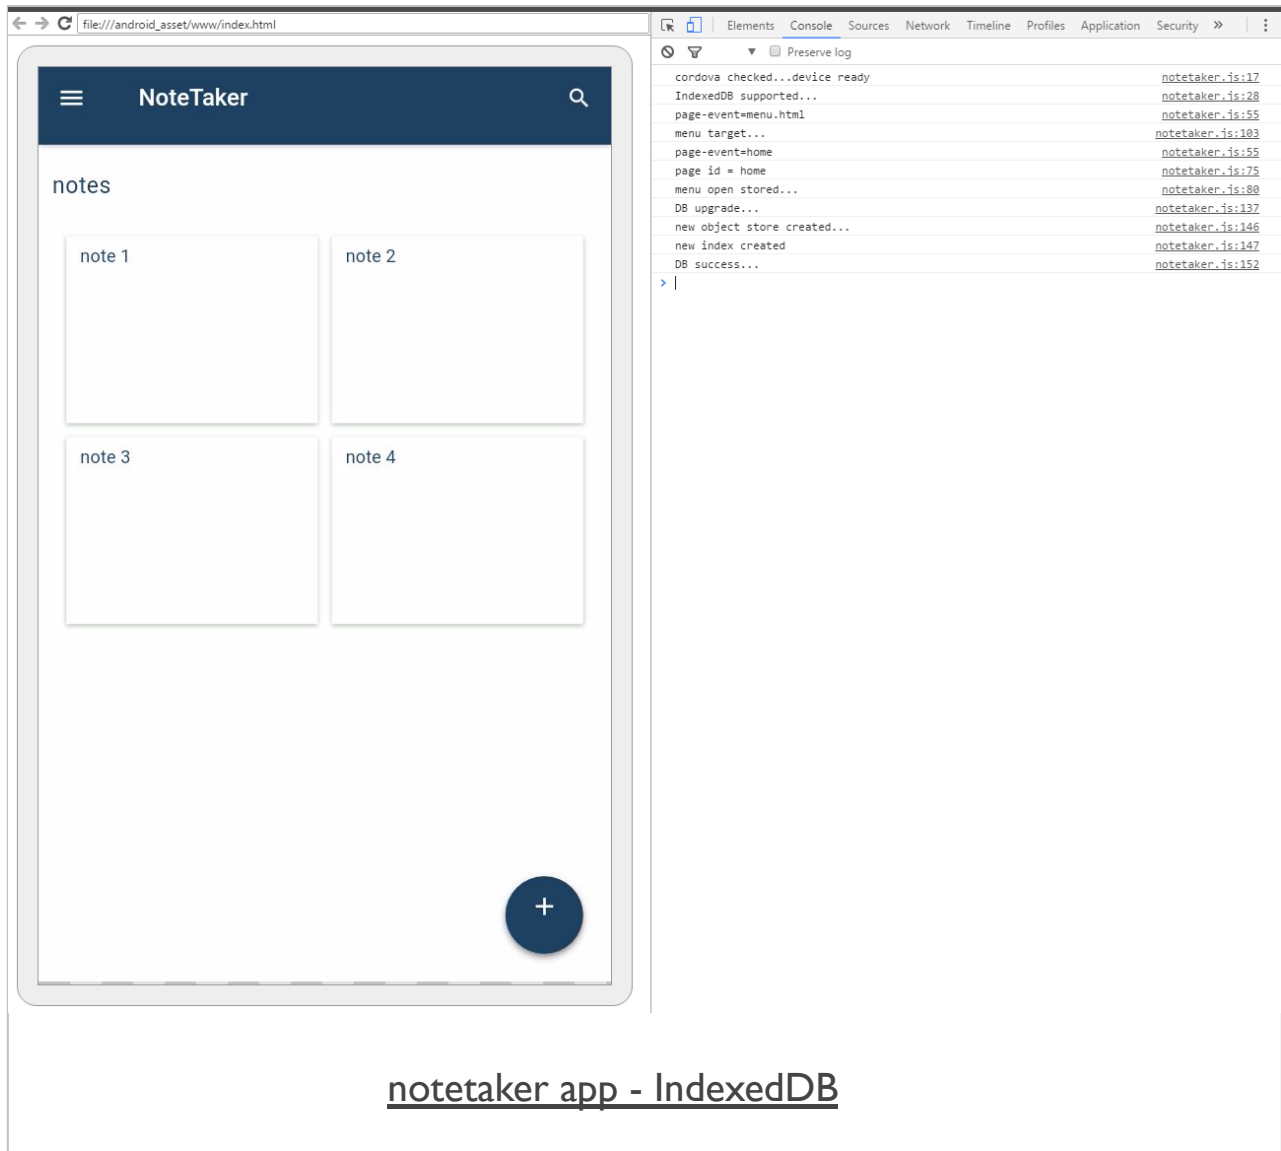 file:///android_asset/www/index.html
NoteTaker
notes
note 1 note 2
note 3 note 4
+
Elements Console Sources Network Timeline Profiles Application Security »
Preserve log
cordova checked...device ready notetaker.js:17
IndexedDB supported... notetaker.js:28
page-event=menu.html notetaker.js:55
menu target... notetaker.js:103
page-event=home notetaker.js:55
page id = home notetaker.js:75
menu open stored... notetaker.js:80
DB upgrade... notetaker.js:137
new object store created... notetaker.js:146
new index created notetaker.js:147
DB success... notetaker.js:152
>
notetaker app - IndexedDB